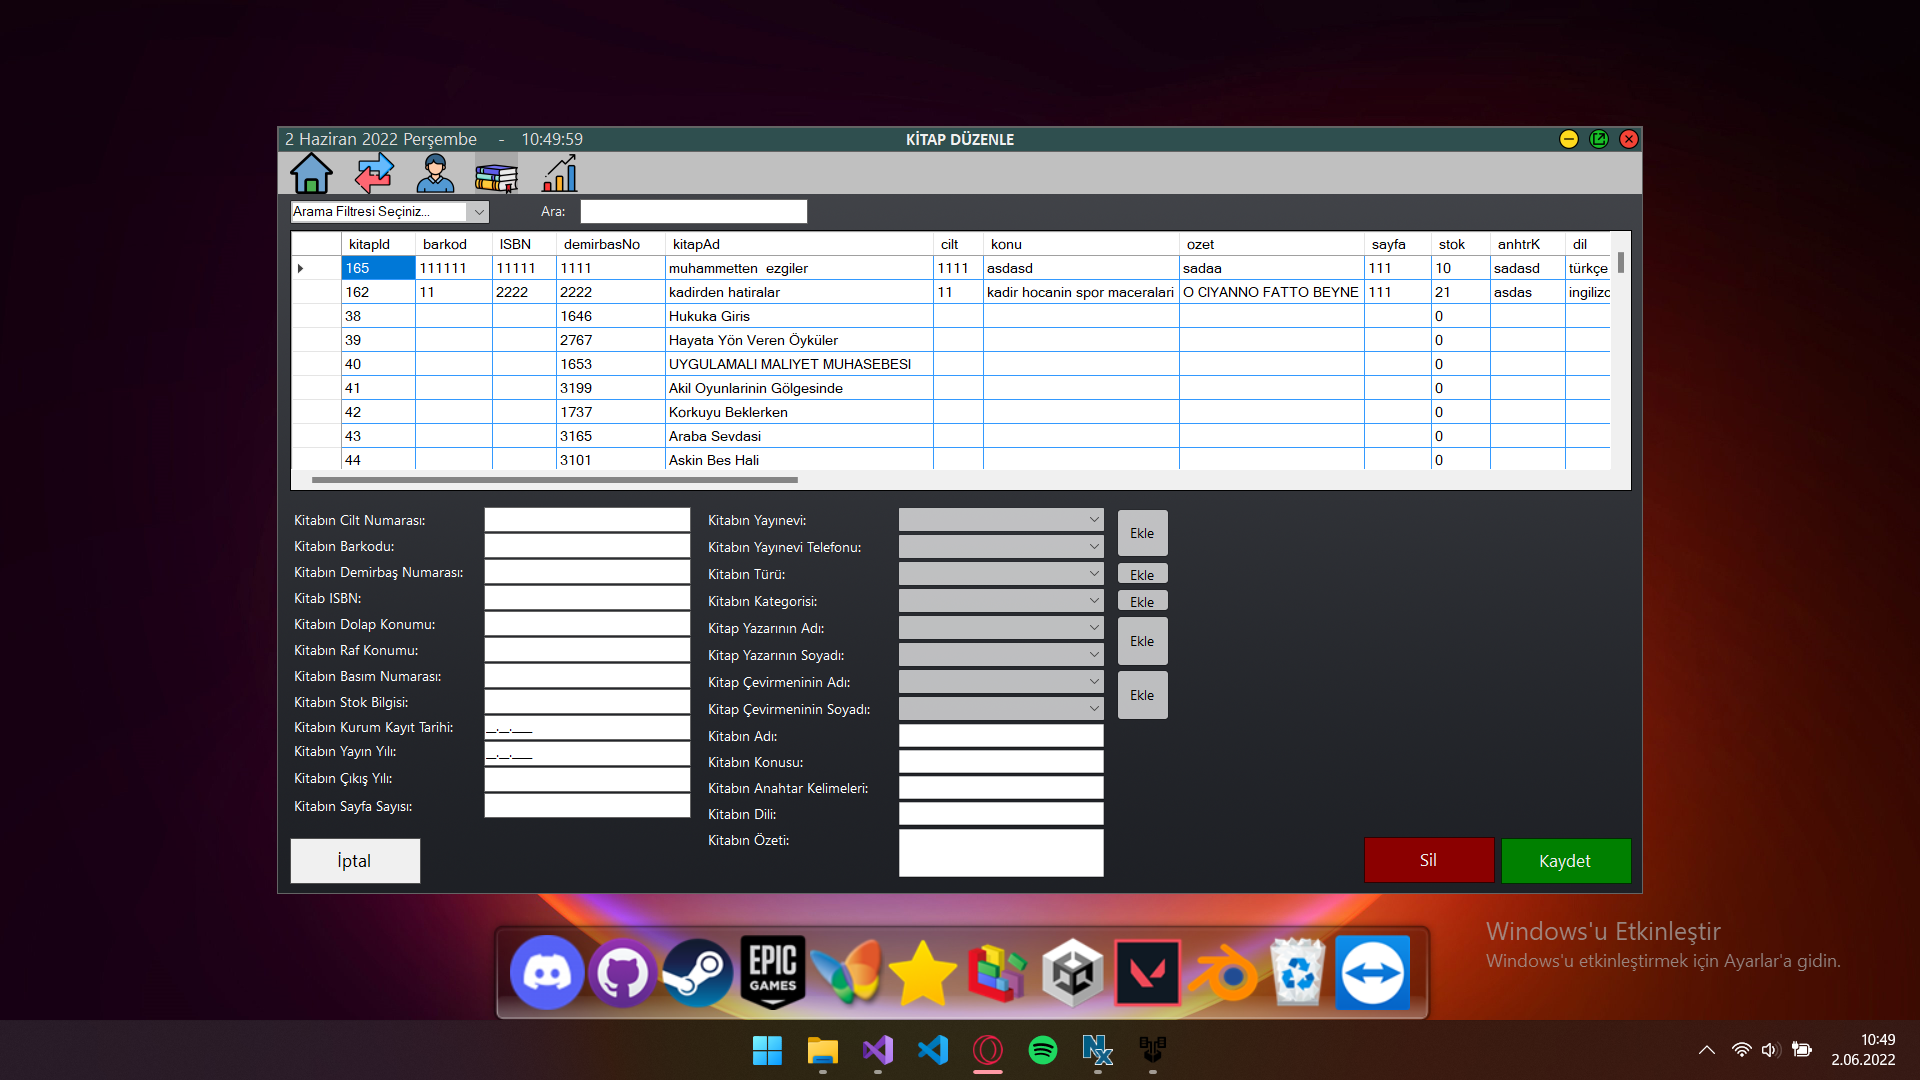 2 Haziran 2022 Perşembe - 10:49:59
KİTAP DÜZENLE
Arama Filtresi Seçiniz...
Ara:
kitapId barkod ISBN demirbasNo kitapAd cilt konu ozet sayfa stok anhtrK dil
165 111111 11111 1111 muhammetten ezgiler 1111 asdasd sadaa 111 10 sadasd türkçe
162 11 2222 2222 kadirden hatiralar 11 kadir hocanin spor maceralari O CIYANNO FATTO BEYNE 111 21 asdas ingilizc
38 1646 Hukuka Giris 0
39 2767 Hayata Yön Veren Öyküler 0
40 1653 UYGULAMALI MALIYET MUHASEBESI 0
41 3199 Akil Oyunlarinin Gölgesinde 0
42 1737 Korkuyu Beklerken 0
43 3165 Araba Sevdasi 0
44 3101 Askin Bes Hali 0
Kitabın Cilt Numarası:
Kitabın Barkodu:
Kitabın Demirbaş Numarası:
Kitab ISBN:
Kitabın Dolap Konumu:
Kitabın Raf Konumu:
Kitabın Basım Numarası:
Kitabın Stok Bilgisi:
Kitabın Kurum Kayıt Tarihi: __.__.____
Kitabın Yayın Yılı: __.__.____
Kitabın Çıkış Yılı:
Kitabın Sayfa Sayısı:
Kitabın Yayınevi:
Ekle
Kitabın Yayınevi Telefonu:
Kitabın Türü: Ekle
Kitabın Kategorisi: Ekle
Kitap Yazarının Adı:
Ekle
Kitap Yazarının Soyadı:
Kitap Çevirmeninin Adı:
Ekle
Kitap Çevirmeninin Soyadı:
Kitabın Adı:
Kitabın Konusu:
Kitabın Anahtar Kelimeleri:
Kitabın Dili:
Kitabın Özeti:
İptal
Sil
Kaydet
Windows'u Etkinleştir
Windows'u etkinleştirmek için Ayarlar'a gidin.
EPIC
GAMES
10:49
2.06.2022